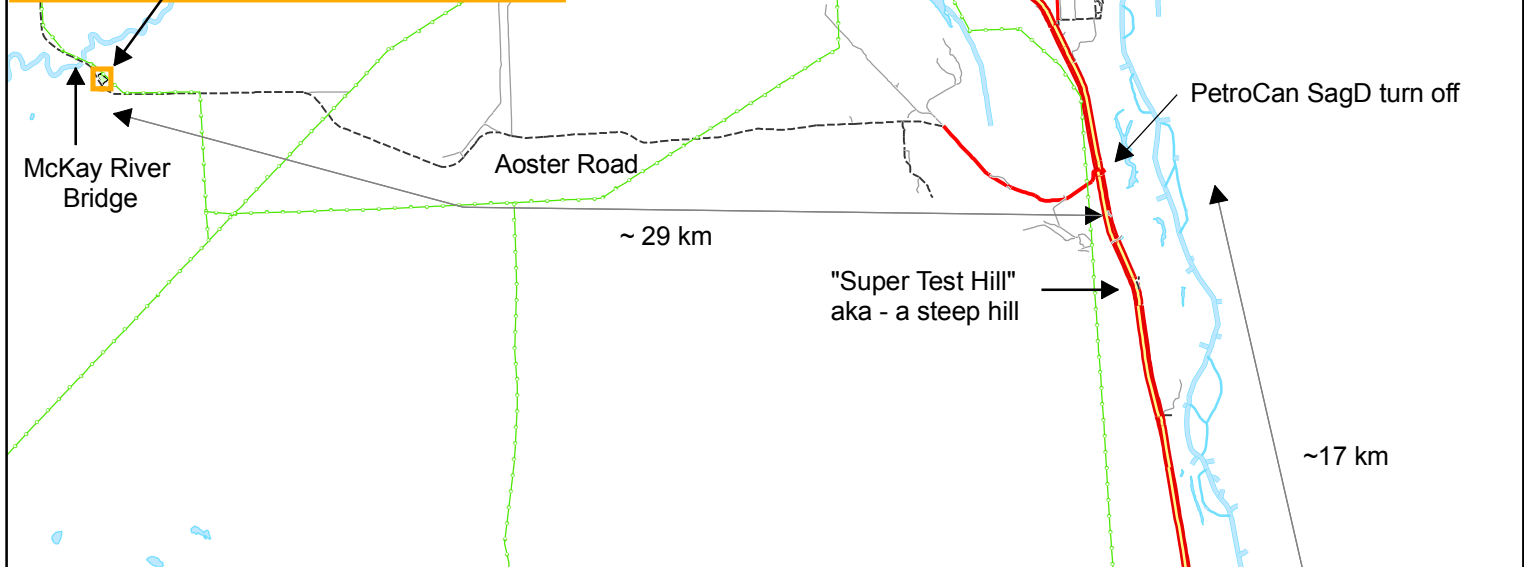 PetroCan SagD turn off
McKay River
Bridge
Aoster Road
~ 29 km
"Super Test Hill"
aka - a steep hill
~17 km